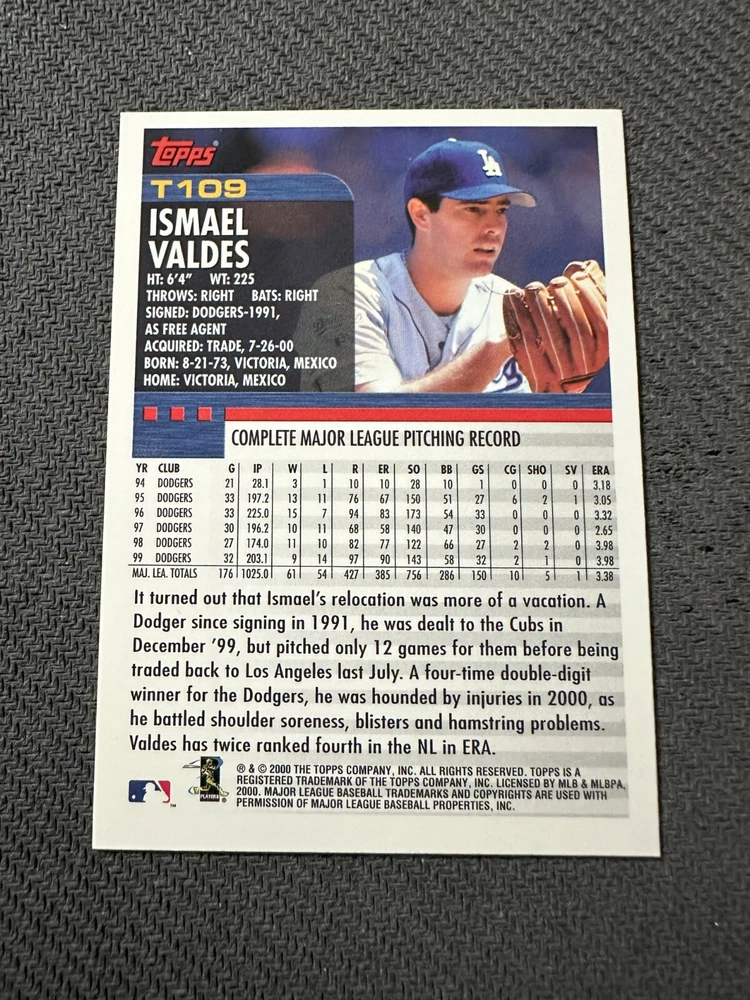 Topps
T109
ISMAEL
VALDES
HT: 6'4" WT: 225
THROWS: RIGHT BATS: RIGHT
SIGNED: DODGERS-1991,
AS FREE AGENT
ACQUIRED: TRADE, 7-26-00
BORN: 8-21-73, VICTORIA, MEXICO
HOME: VICTORIA, MEXICO
LA
COMPLETE MAJOR LEAGUE PITCHING RECORD
YR CLUB G IP W L R ER SO BB GS CG SHO SV ERA
94 DODGERS 21 28.1 3 1 10 10 28 10 1 0 0 0 3.18
95 DODGERS 33 197.2 13 11 76 67 150 51 27 6 2 1 3.05
96 DODGERS 33 225.0 15 7 94 83 173 54 33 0 0 0 3.32
97 DODGERS 30 196.2 10 11 68 58 140 47 30 0 0 0 2.65
98 DODGERS 27 174.0 11 10 82 77 122 66 27 2 2 0 3.98
99 DODGERS 32 203.1 9 14 97 90 143 58 32 2 1 0 3.98
MAJ. LEA. TOTALS 176 1025.0 61 54 427 385 756 286 150 10 5 1 3.38
It turned out that Ismael's relocation was more of a vacation. A
Dodger since signing in 1991, he was dealt to the Cubs in
December '99, but pitched only 12 games for them before being
traded back to Los Angeles last July. A four-time double-digit
winner for the Dodgers, he was hounded by injuries in 2000, as
he battled shoulder soreness, blisters and hamstring problems.
Valdes has twice ranked fourth in the NL in ERA.
® & © 2000 THE TOPPS COMPANY, INC. ALL RIGHTS RESERVED. TOPPS IS A
REGISTERED TRADEMARK OF THE TOPPS COMPANY, INC. LICENSED BY MLB & MLBPA,
2000. MAJOR LEAGUE BASEBALL TRADEMARKS AND COPYRIGHTS ARE USED WITH
PERMISSION OF MAJOR LEAGUE BASEBALL PROPERTIES, INC.
PLAYERS
TM